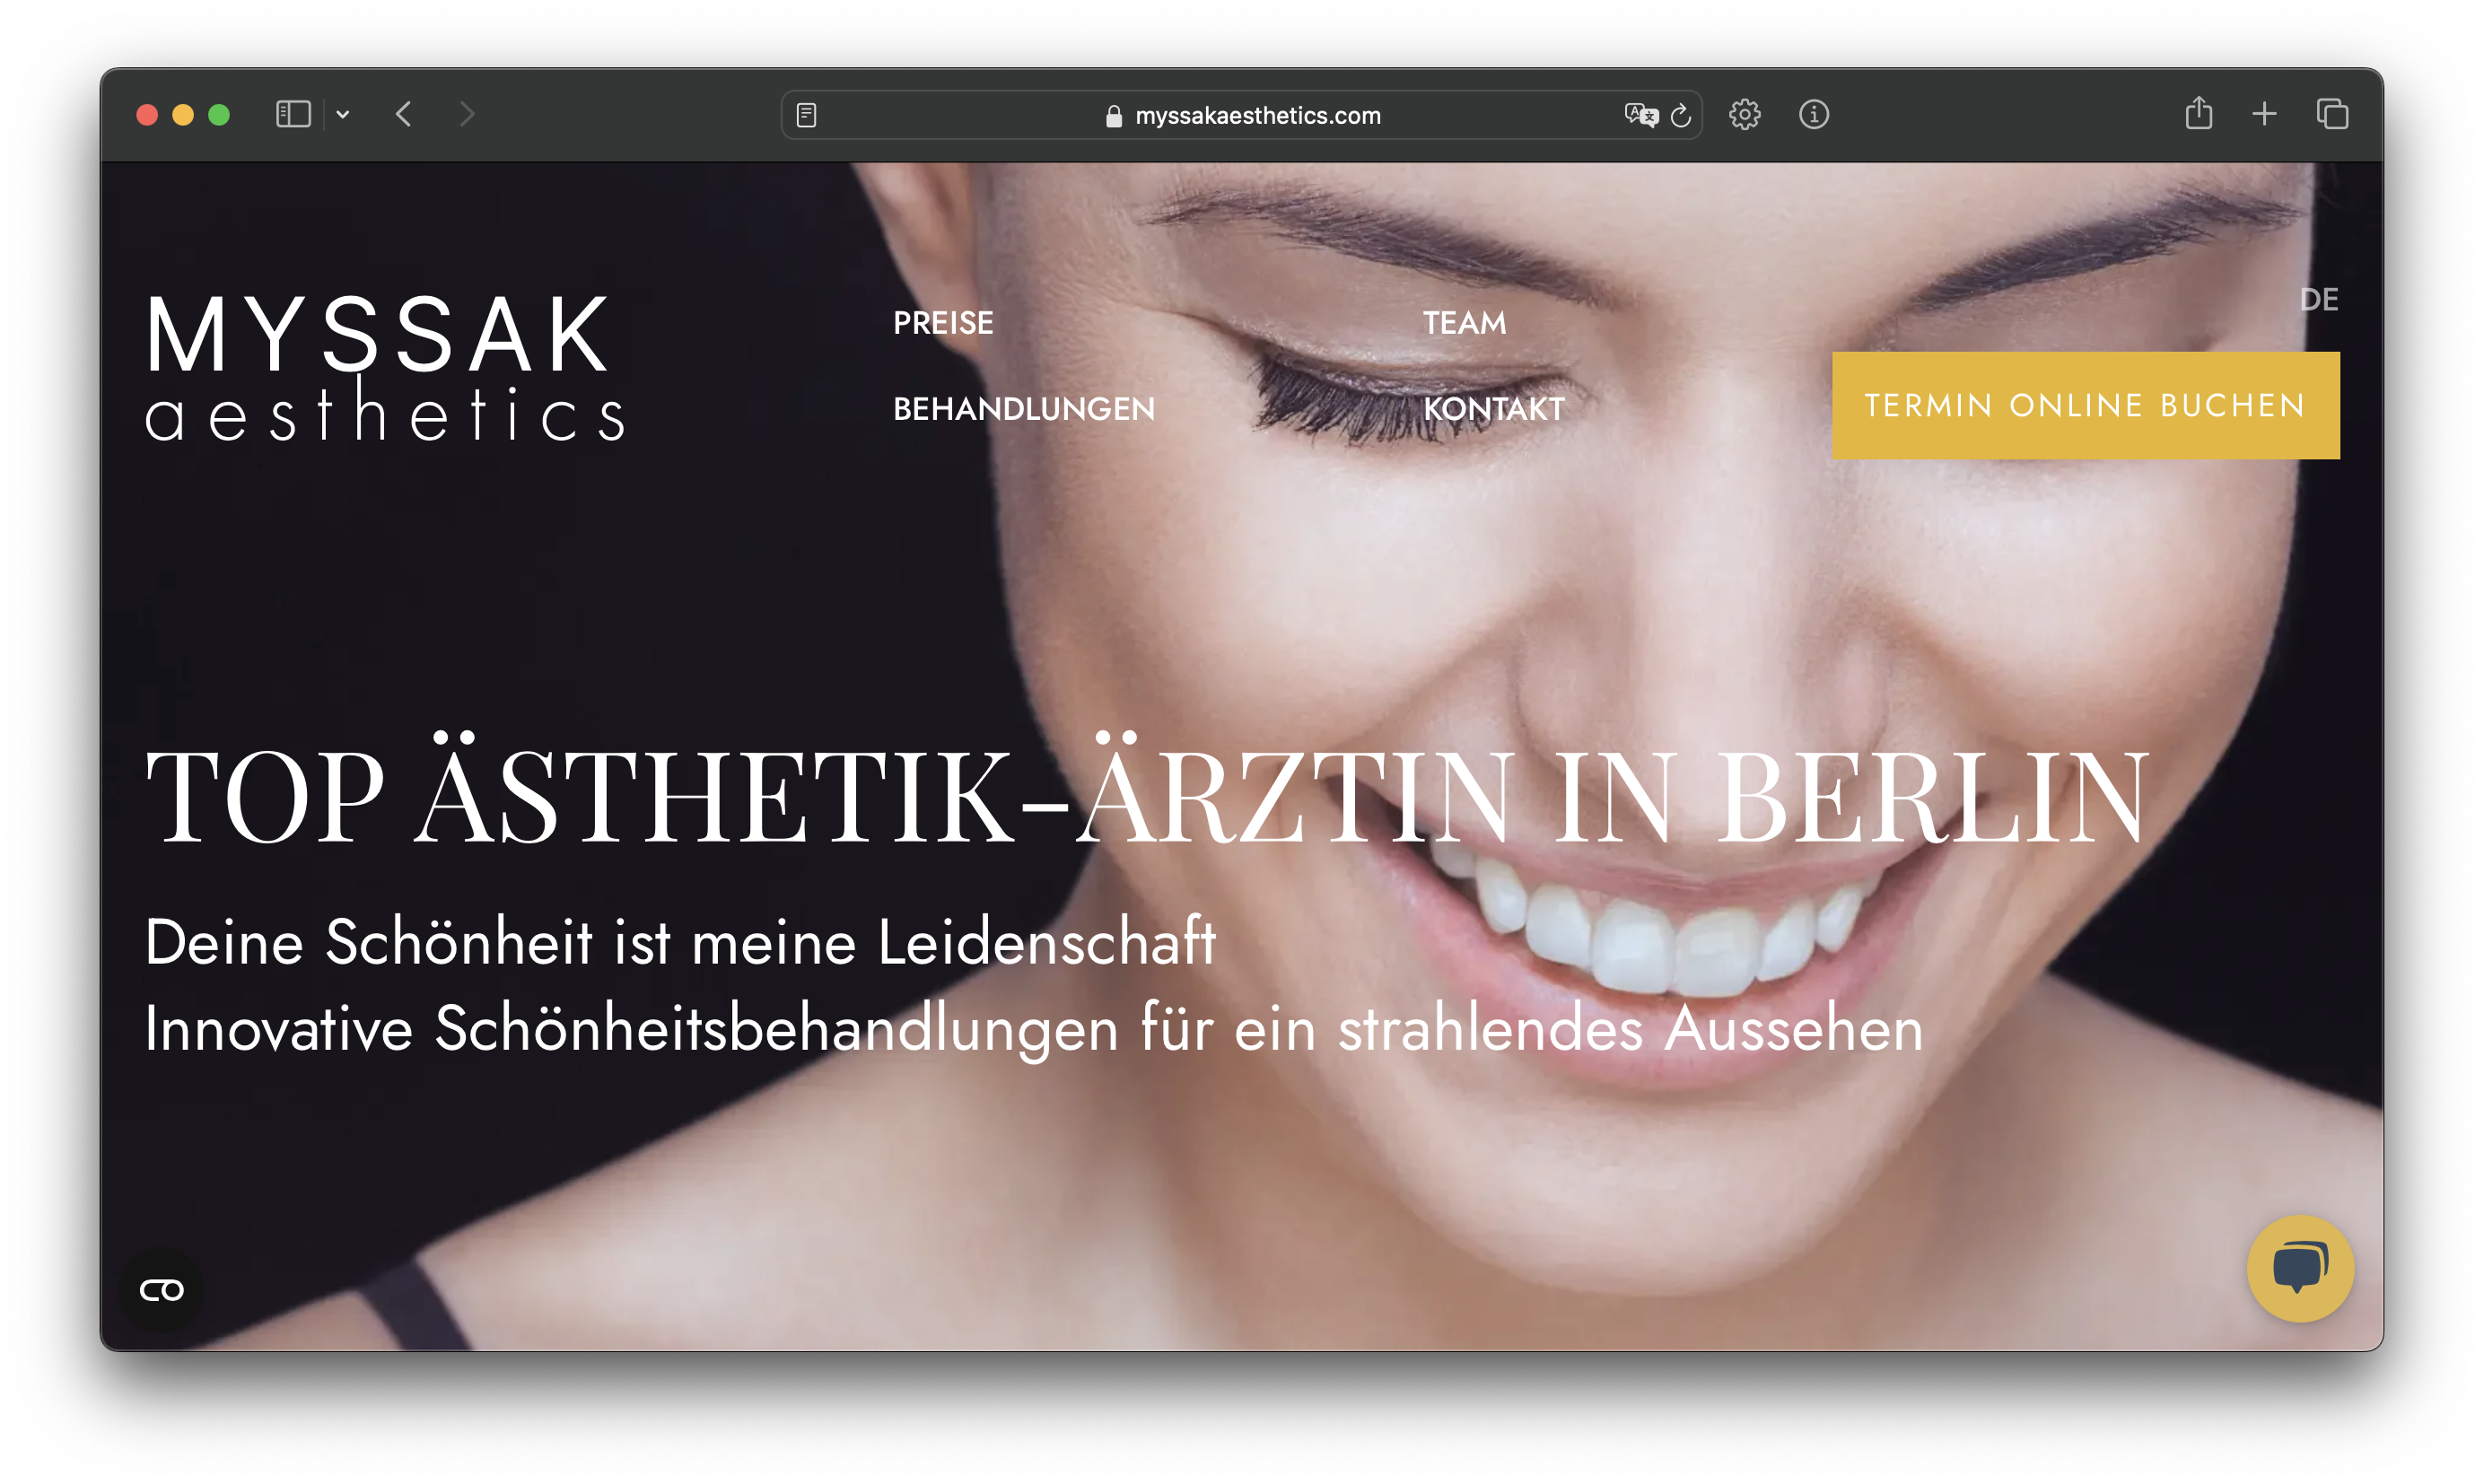 myssakaesthetics.com
MYSSAK
aesthetics
PREISE
BEHANDLUNGEN
TEAM
KONTAKT
DE
TERMIN ONLINE BUCHEN
TOP ÄSTHETIK-ÄRZTIN IN BERLIN
Deine Schönheit ist meine Leidenschaft
Innovative Schönheitsbehandlungen für ein strahlendes Aussehen